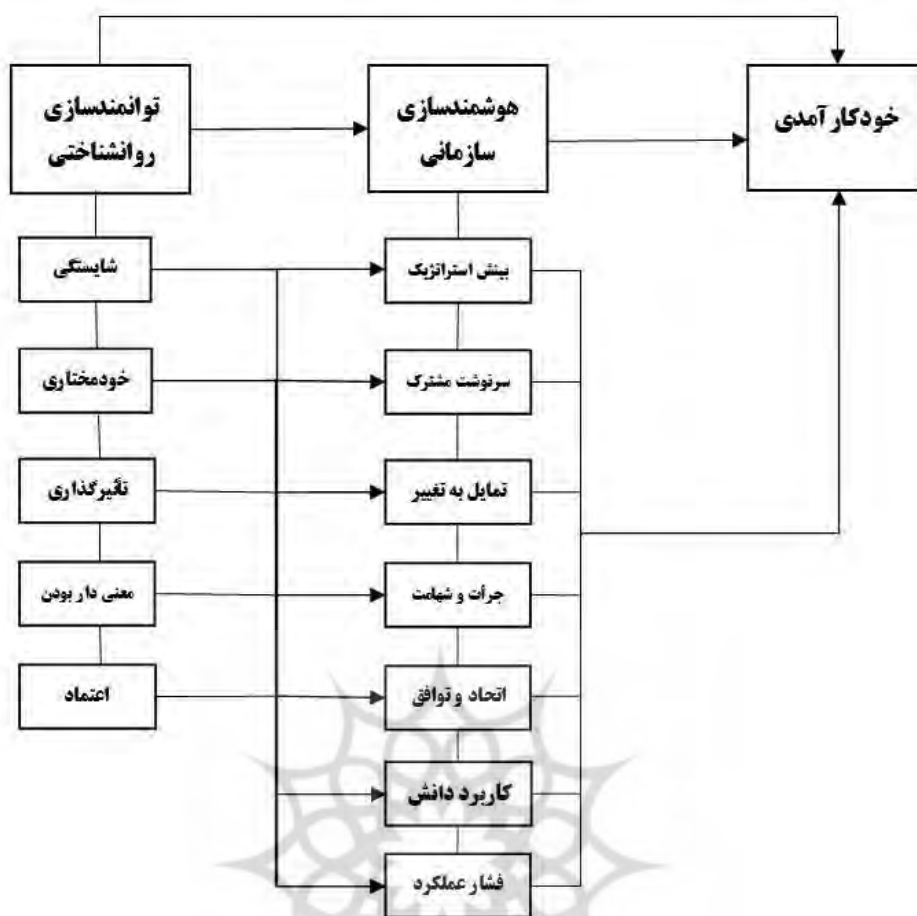 توانمندسازی
روانشناختی
هوشمندسازی
سازمانی
خودکارآمدی
شایستگی
بینش استراتژیک
خودمختاری
سرنوشت مشترک
تأثیرگذاری
تمایل به تغییر
معنی دار بودن
جرأت و شهامت
اعتماد
اتحاد و توافق
کاربرد دانش
فشار عملکرد